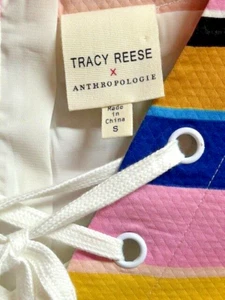 TRACY REESE
X
ANTHROPOLOGIE
Made
in
China
S